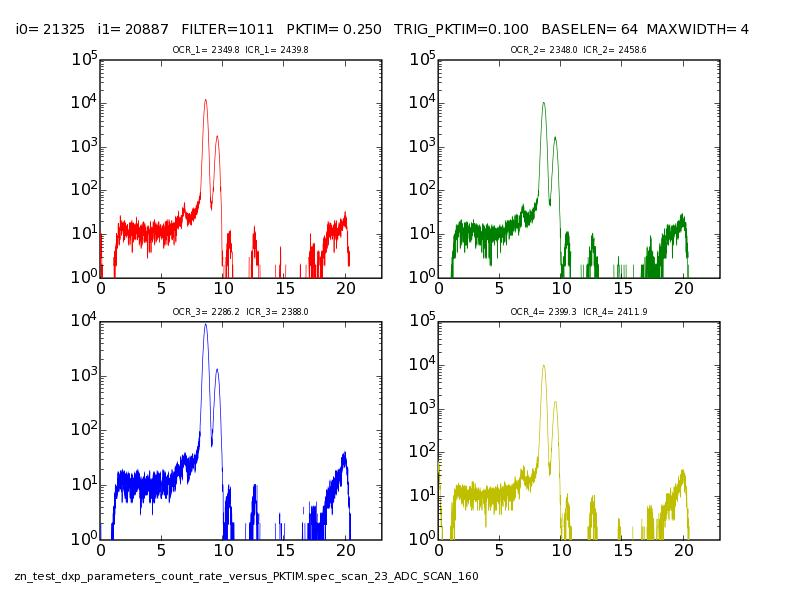 i0= 21325 i1= 20887 FILTER=1011 PKTIM= 0.250 TRIG_PKTIM=0.100 BASELEN= 64 MAXWIDTH= 4
OCR_1= 2349.8 ICR_1= 2439.8
10^5
10^4
10^3
10^2
10^1
10^0
0 5 10 15 20
OCR_2= 2348.0 ICR_2= 2458.6
10^5
10^4
10^3
10^2
10^1
10^0
0 5 10 15 20
OCR_3= 2286.2 ICR_3= 2388.0
10^4
10^3
10^2
10^1
10^0
0 5 10 15 20
OCR_4= 2399.3 ICR_4= 2411.9
10^5
10^4
10^3
10^2
10^1
10^0
0 5 10 15 20
zn_test_dxp_parameters_count_rate_versus_PKTIM.spec_scan_23_ADC_SCAN_160